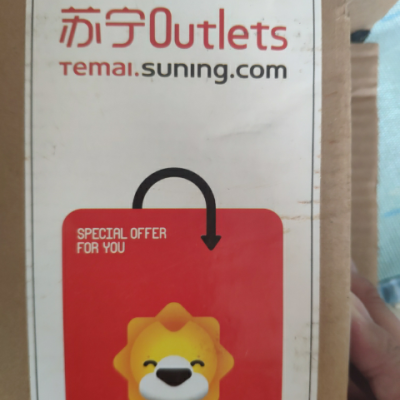 苏宁Outlets
Temai.suning.com
SPECIAL OFFER
FOR YOU